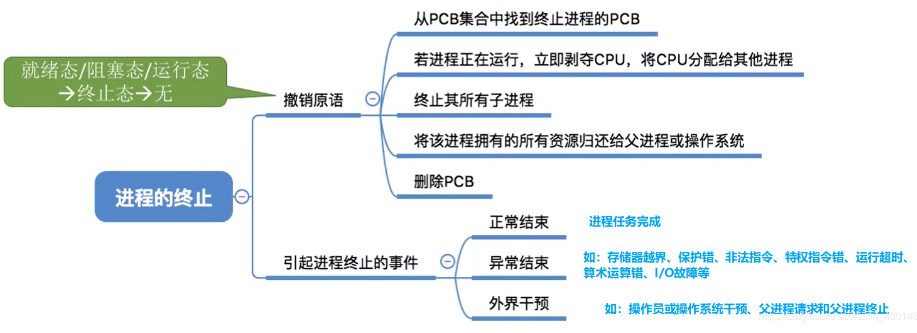 从PCB集合中找到终止进程的PCB
若进程正在运行，立即剥夺CPU，将CPU分配给其他进程
就绪态/阻塞态/运行态
→终止态→无
撤销原语
终止其所有子进程
将该进程拥有的所有资源归还给父进程或操作系统
删除PCB
进程的终止
正常结束
进程任务完成
引起进程终止的事件
异常结束
如：存储器越界、保护错、非法指令、特权指令错、运行超时、
算术运算错、I/O故障等
外界干预
如：操作员或操作系统干预、父进程请求和父进程终止